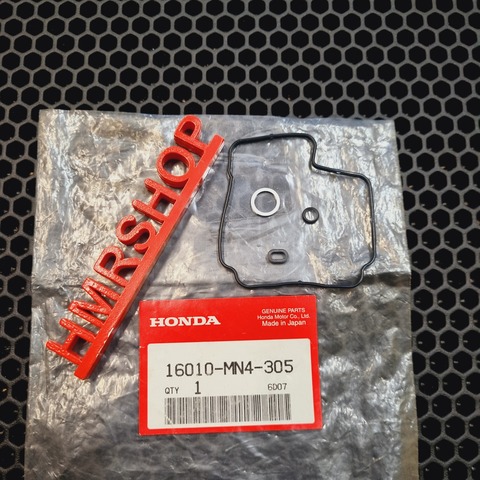 HMRSHOP
HONDA
GENUINE PARTS
Honda Motor Co., Ltd.
Made in Japan
16010-MN4-305
QTY 1 6D07